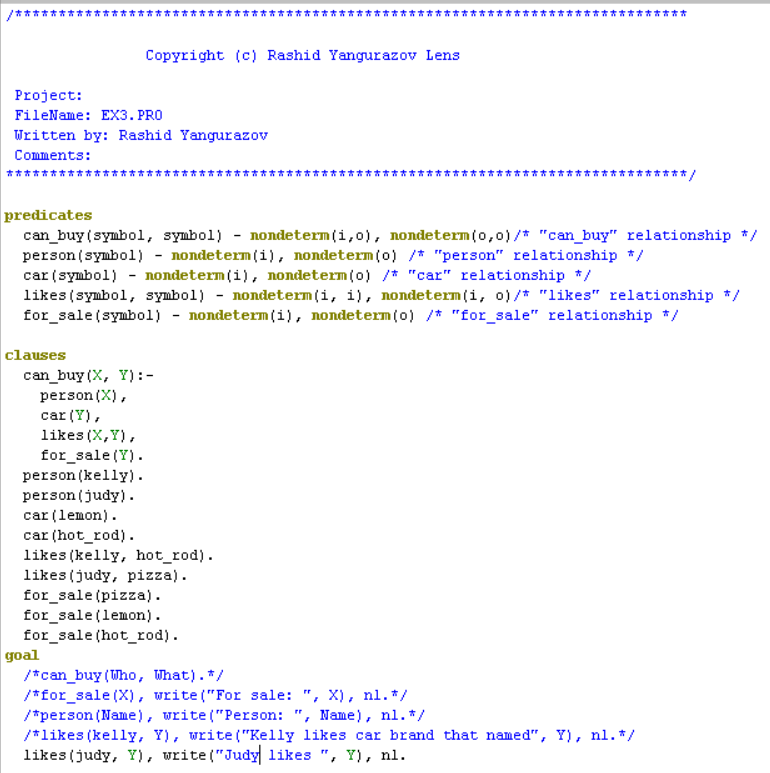 /****************************************************************************

Copyright (c) Rashid Yangurazov Lens

Project:
FileName: EX3.PRO
Written by: Rashid Yangurazov
Comments:
*****************************************************************************/

predicates
can_buy(symbol, symbol) - nondeterm(i,o), nondeterm(o,o)/* "can_buy" relationship */
person(symbol) - nondeterm(i), nondeterm(o) /* "person" relationship */
car(symbol) - nondeterm(i), nondeterm(o) /* "car" relationship */
likes(symbol, symbol) - nondeterm(i, i), nondeterm(i, o)/* "likes" relationship */
for_sale(symbol) - nondeterm(i), nondeterm(o) /* "for_sale" relationship */

clauses
can_buy(X, Y):-
person(X),
car(Y),
likes(X,Y),
for_sale(Y).
person(kelly).
person(judy).
car(lemon).
car(hot_rod).
likes(kelly, hot_rod).
likes(judy, pizza).
for_sale(pizza).
for_sale(lemon).
for_sale(hot_rod).
goal
/*can_buy(Who, What).*/
/*for_sale(X), write("For sale: ", X), nl.*/
/*person(Name), write("Person: ", Name), nl.*/
/*likes(kelly, Y), write("Kelly likes car brand that named", Y), nl.*/
likes(judy, Y), write("Judy likes ", Y), nl.